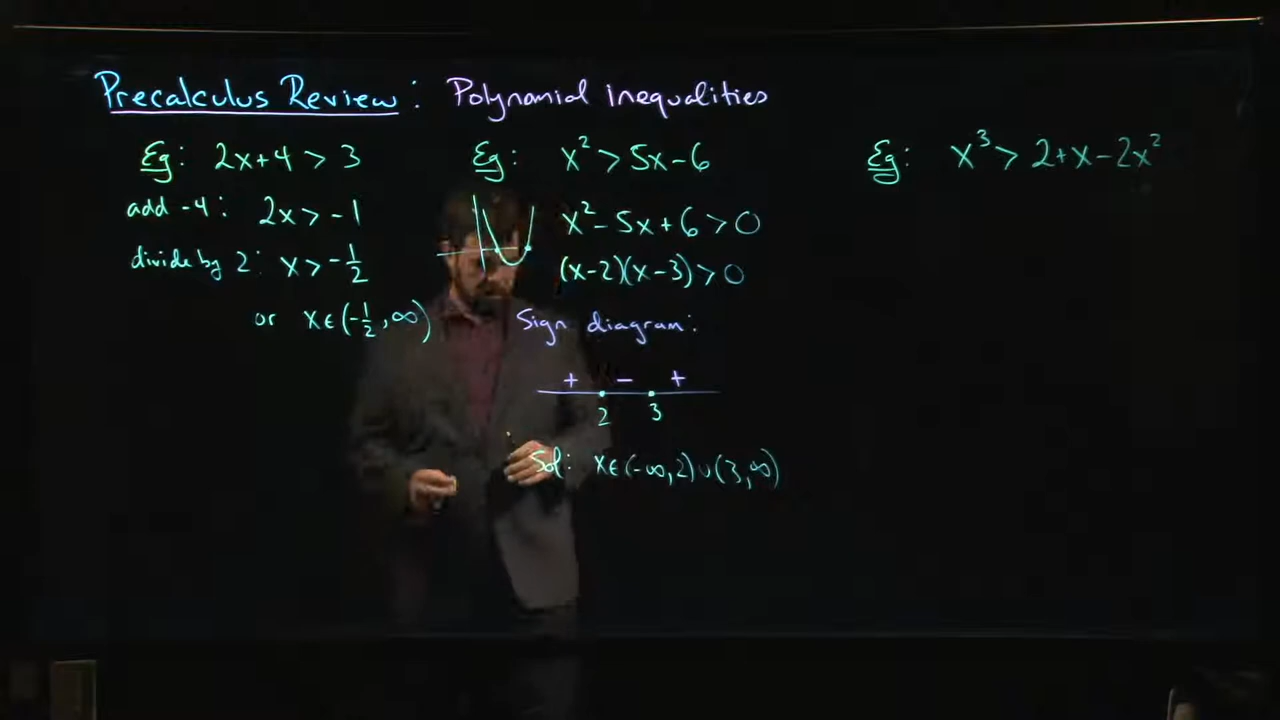 Precalculus Review: Polynomial inequalities
Eg: 2x+4 > 3
add -4: 2x > -1
divide by 2: x > -1/2
or x∈(-1/2, ∞)
Eg: x² > 5x-6
x²-5x+6 > 0
(x-2)(x-3) > 0
Sign diagram:
+ - +
2 3
Sol: x∈(-∞,2)∪(3,∞)
Eg: x³ > 2+x-2x²